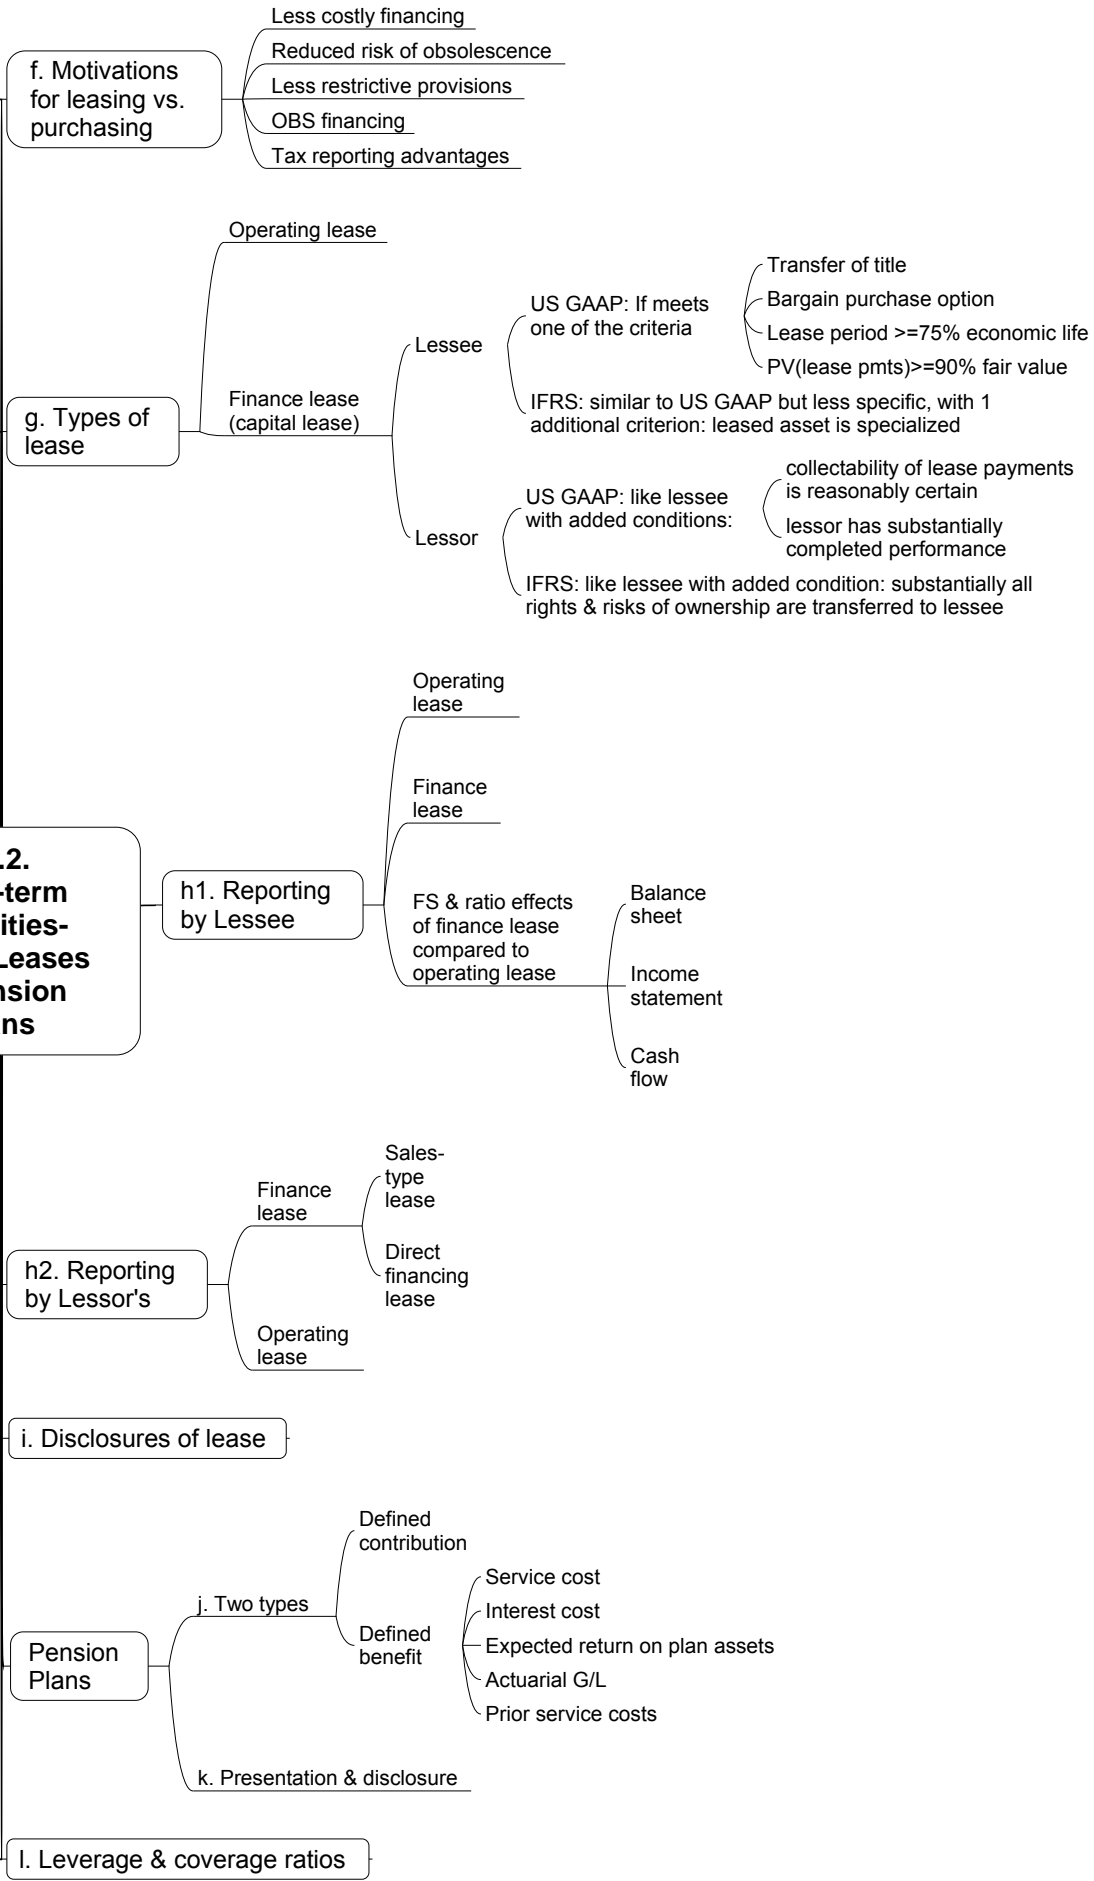 Less costly financing
Reduced risk of obsolescence
f. Motivations
for leasing vs.
purchasing
Less restrictive provisions
OBS financing
Tax reporting advantages
Operating lease
g. Types of
lease
Finance lease
(capital lease)
Lessee
US GAAP: If meets
one of the criteria
Transfer of title
Bargain purchase option
Lease period >=75% economic life
PV(lease pmts)>=90% fair value
IFRS: similar to US GAAP but less specific, with 1
additional criterion: leased asset is specialized
Lessor
US GAAP: like lessee
with added conditions:
collectability of lease payments
is reasonably certain
lessor has substantially
completed performance
IFRS: like lessee with added condition: substantially all
rights & risks of ownership are transferred to lessee
.2.
-term
ities-
Leases
nsion
ns
h1. Reporting
by Lessee
Operating
lease
Finance
lease
FS & ratio effects
of finance lease
compared to
operating lease
Balance
sheet
Income
statement
Cash
flow
h2. Reporting
by Lessor's
Finance
lease
Sales-
type
lease
Direct
financing
lease
Operating
lease
i. Disclosures of lease
Pension
Plans
j. Two types
Defined
contribution
Defined
benefit
Service cost
Interest cost
Expected return on plan assets
Actuarial G/L
Prior service costs
k. Presentation & disclosure
l. Leverage & coverage ratios